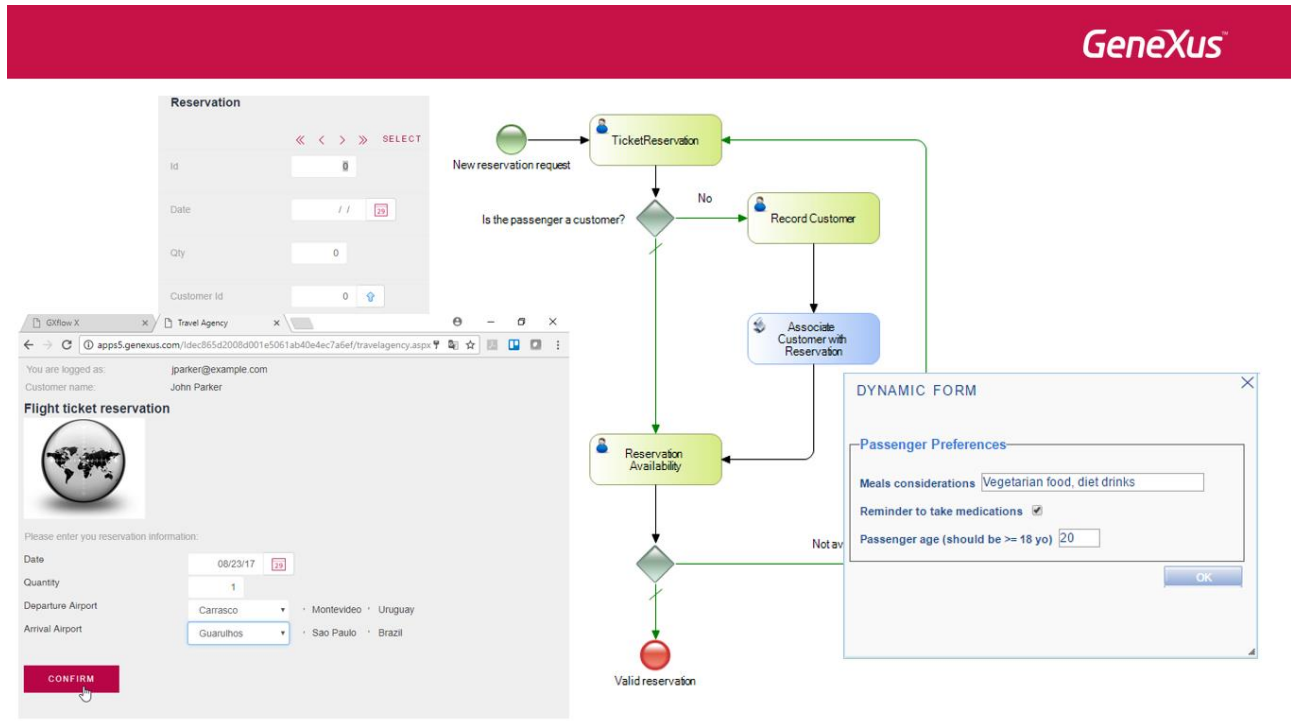 GeneXus™
Reservation
SELECT
Id
0
Date
/ /
29
Qty
0
Customer Id
0
New reservation request
TicketReservation
Is the passenger a customer?
No
Record Customer
Associate
Customer with
Reservation
Reservation
Availability
Not av
Valid reservation
GXflow X
Travel Agency
apps5.genexus.com/Idec865d2008d001e5061ab40e4ec7a6ef/travelagency.aspx
You are logged as:
jparker@example.com
Customer name:
John Parker
Flight ticket reservation
Please enter you reservation information:
Date
08/23/17
29
Quantity
1
Departure Airport
Carrasco
Montevideo
Uruguay
Arrival Airport
Guarulhos
Sao Paulo
Brazil
CONFIRM
DYNAMIC FORM
Passenger Preferences
Meals considerations
Vegetarian food, diet drinks
Reminder to take medications
Passenger age (should be >= 18 yo)
20
OK